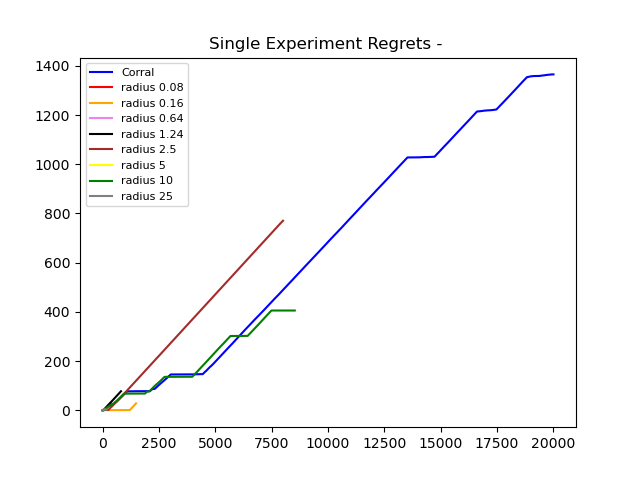 Single Experiment Regrets -
1400
1200
1000
800
600
400
200
0
Corral
radius 0.08
radius 0.16
radius 0.64
radius 1.24
radius 2.5
radius 5
radius 10
radius 25
0 2500 5000 7500 10000 12500 15000 17500 20000